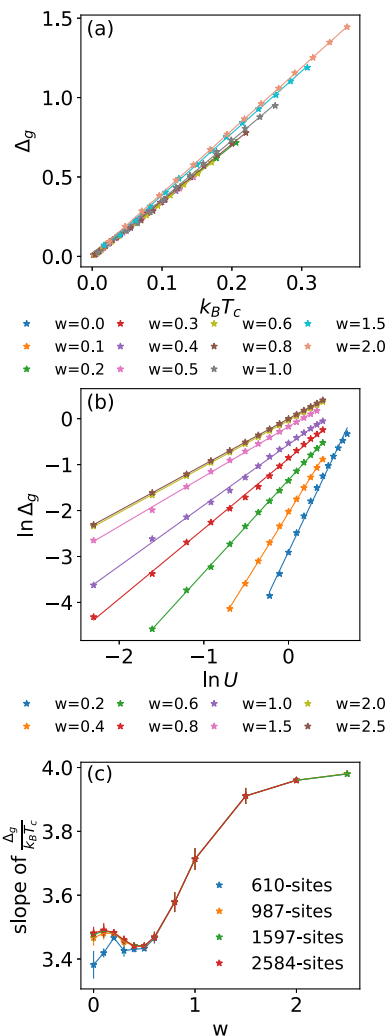 (a)
1.5
1.0
0.5
0.0
Δg
0.0 0.1 0.2 0.3
kBTc
w=0.0 w=0.3 w=0.6 w=1.5
w=0.1 w=0.4 w=0.8 w=2.0
w=0.2 w=0.5 w=1.0
(b)
0
−1
−2
−3
−4
ln Δg
−2 −1 0
ln U
w=0.2 w=0.6 w=1.0 w=2.0
w=0.4 w=0.8 w=1.5 w=2.5
(c)
4.0
3.8
3.6
3.4
slope of Δg/kBTc
610-sites
987-sites
1597-sites
2584-sites
0 1 2
w